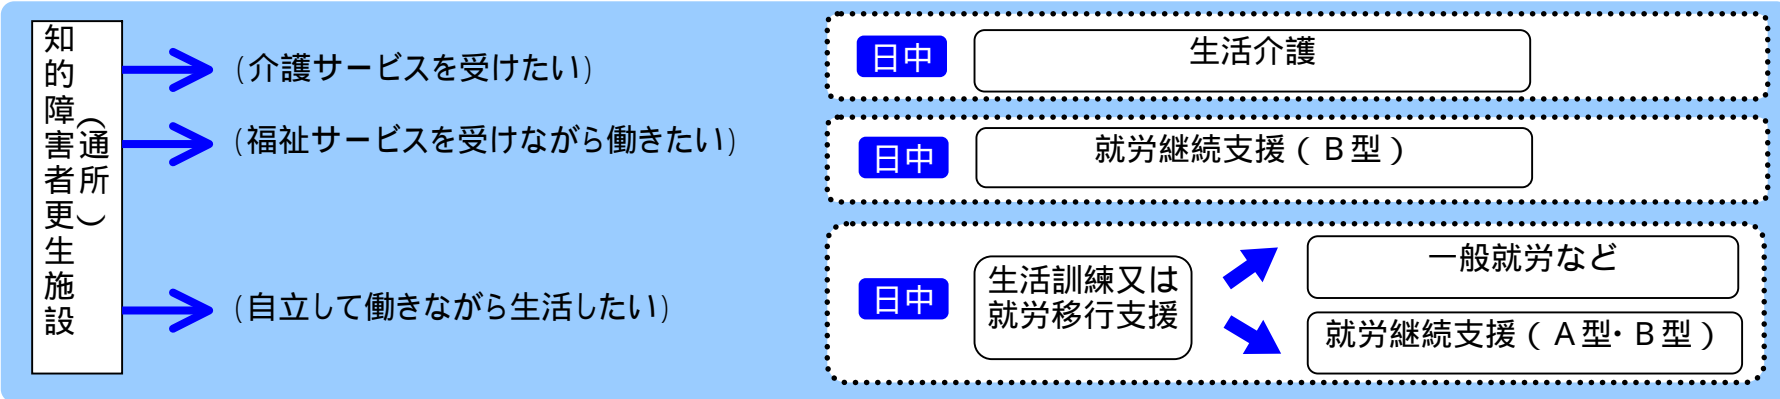 知的障害者更生施設
（通所）
(介護サービスを受けたい)
日中
生活介護
(福祉サービスを受けながら働きたい)
日中
就労継続支援（Ｂ型）
(自立して働きながら生活したい)
日中
生活訓練又は
就労移行支援
一般就労など
就労継続支援（Ａ型・Ｂ型）